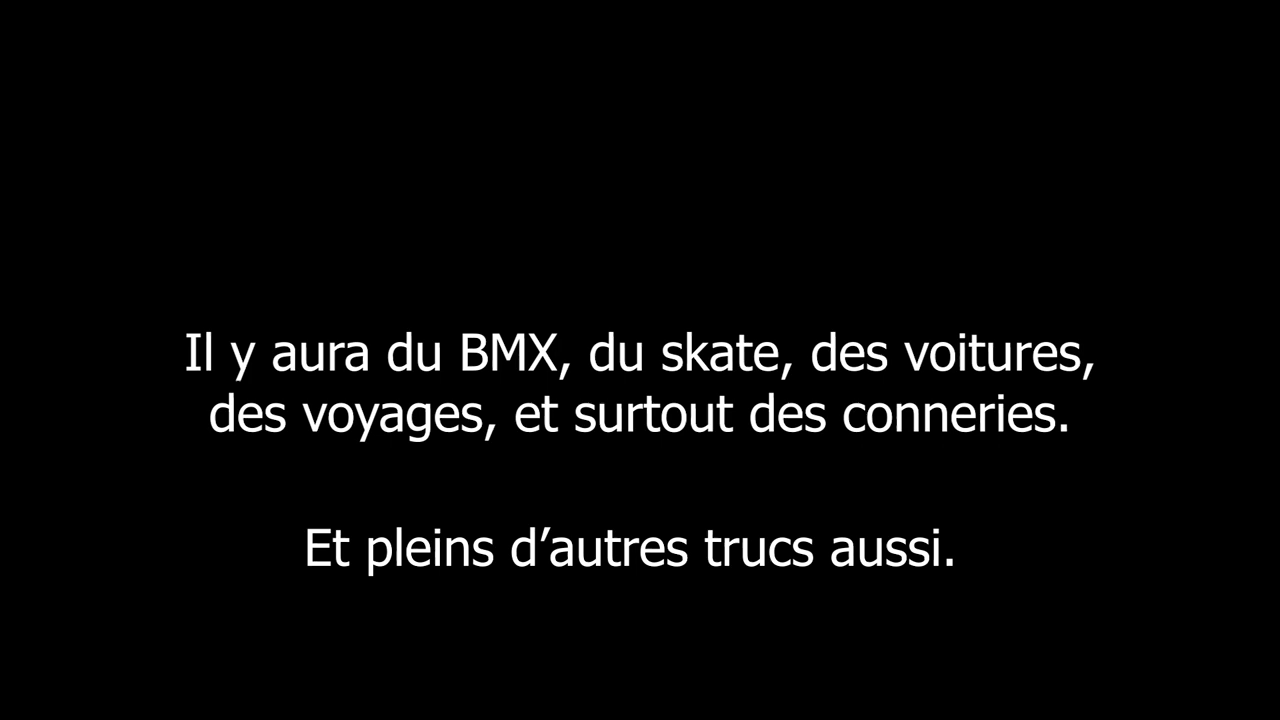 Il y aura du BMX, du skate, des voitures,
des voyages, et surtout des conneries.
Et pleins d’autres trucs aussi.